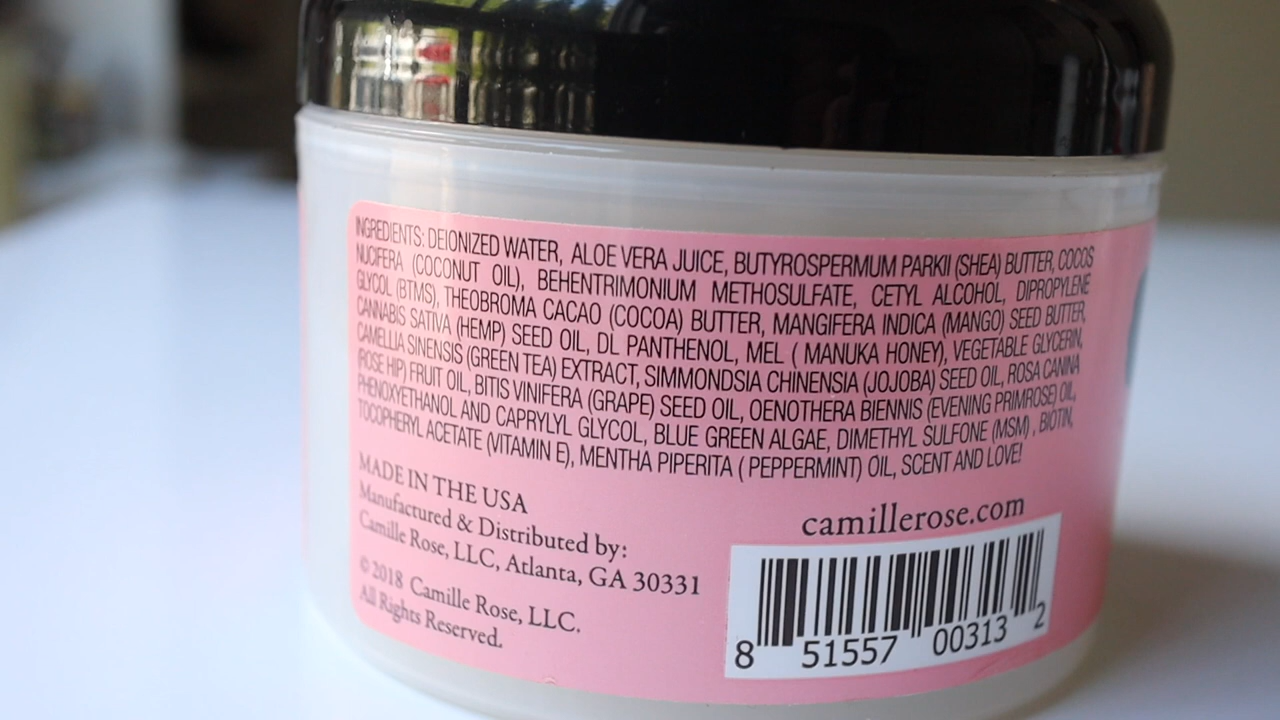 INGREDIENTS: DEIONIZED WATER, ALOE VERA JUICE, BUTYROSPERMUM PARKII (SHEA) BUTTER, COCOS
NUCIFERA (COCONUT OIL), BEHENTRIMONIUM METHOSULFATE, CETYL ALCOHOL, DIPROPYLENE
GLYCOL (BTMS), THEOBROMA CACAO (COCOA) BUTTER, MANGIFERA INDICA (MANGO) SEED BUTTER,
CANNABIS SATIVA (HEMP) SEED OIL, DL PANTHENOL, MEL ( MANUKA HONEY), VEGETABLE GLYCERIN,
CAMELLIA SINENSIS (GREEN TEA) EXTRACT, SIMMONDSIA CHINENSIA (JOJOBA) SEED OIL, ROSA CANINA
(ROSE HIP) FRUIT OIL, BITIS VINIFERA (GRAPE) SEED OIL, OENOTHERA BIENNIS (EVENING PRIMROSE) OIL,
PHENOXYETHANOL AND CAPRYLYL GLYCOL, BLUE GREEN ALGAE, DIMETHYL SULFONE (MSM) , BIOTIN,
TOCOPHERYL ACETATE (VITAMIN E), MENTHA PIPERITA ( PEPPERMINT) OIL, SCENT AND LOVE!
MADE IN THE USA
Manufactured & Distributed by:
Camille Rose, LLC, Atlanta, GA 30331
© 2018 Camille Rose, LLC.
All Rights Reserved.
camillerose.com
8 51557 00313 2